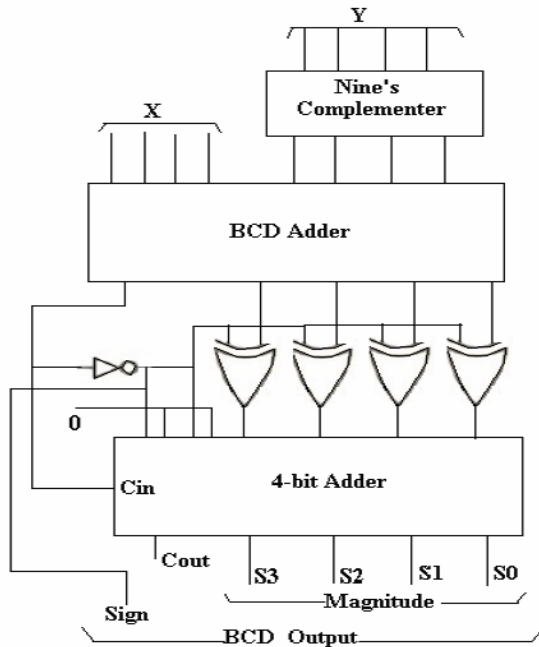 Y
Nine's
Complementer
X
BCD Adder
0
Cin
4-bit Adder
Cout
S3
S2
S1
S0
Sign
Magnitude
BCD Output